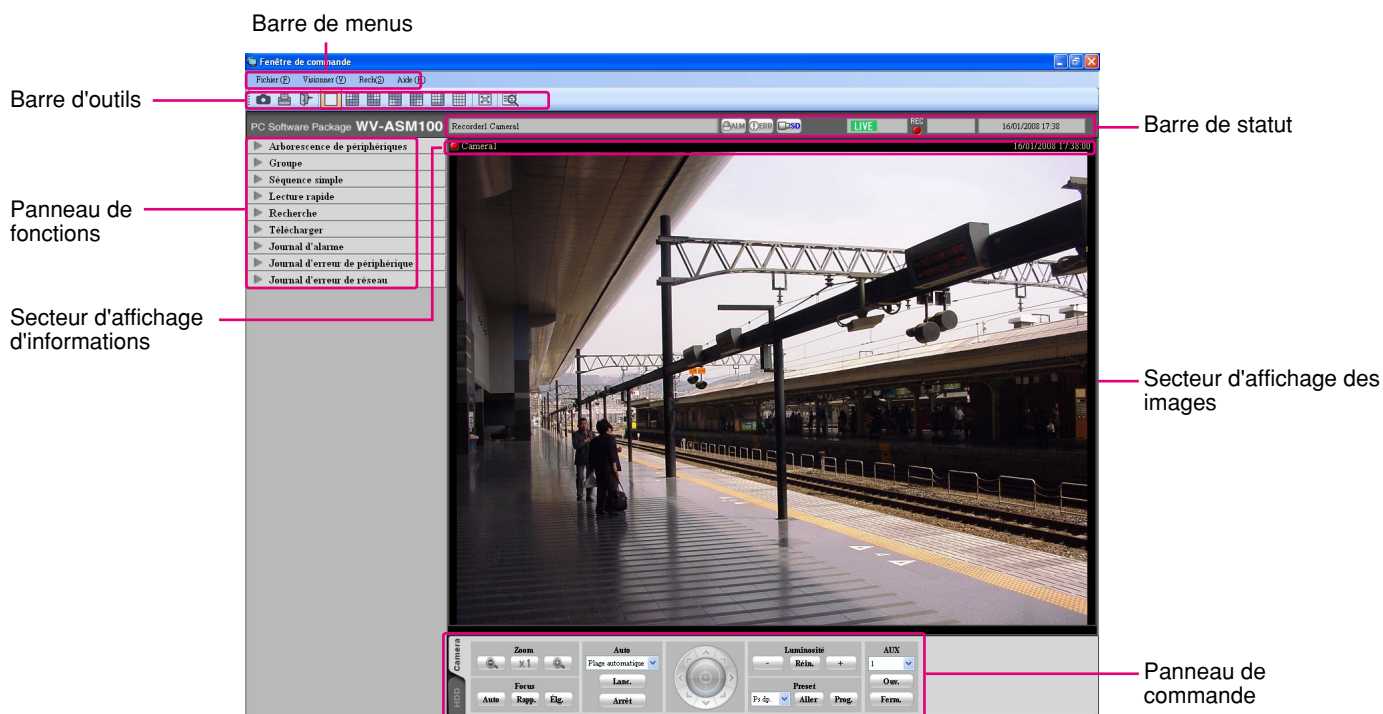 Barre de menus
Fenêtre de commande
Fichier (F) Visionner (V) Rech(S) Aide
Barre d'outils
PC Software Package WV-ASM100
Recorder1 Camera1
ALM ERR SD
LIVE
REC
16/01/2008 17:38
Barre de statut
Camera1
16/01/2008 17:38:00
Arborescence de périphériques
Groupe
Séquence simple
Lecture rapide
Recherche
Télécharger
Journal d'alarme
Journal d'erreur de périphérique
Journal d'erreur de réseau
Panneau de
fonctions
Secteur d'affichage
d'informations
Secteur d'affichage des
images
Camera
HDD
Zoom
x1
Focus
Auto Rapp. Élg.
Auto
Plage automatique
Lanc.
Arrêt
Luminosité
- Réin. +
Preset
Ps dp. Aller Prog.
AUX
1
Ouv.
Ferm.
Panneau de
commande